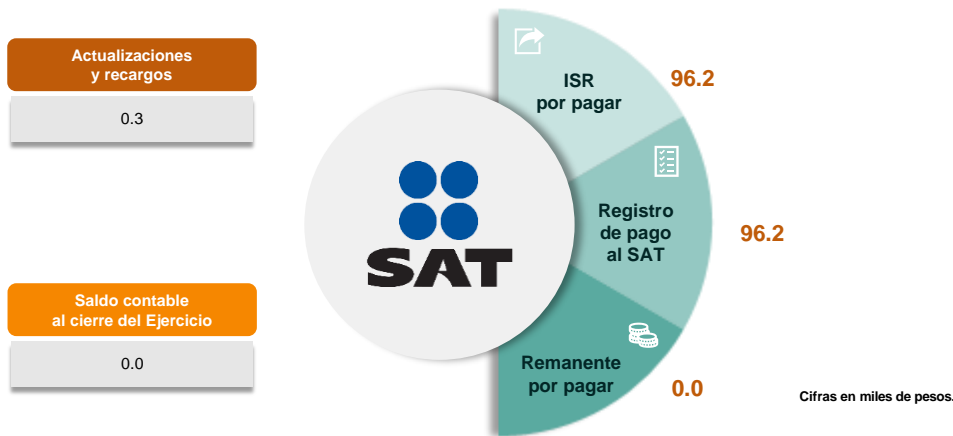 Actualizaciones
y recargos
0.3
Saldo contable
al cierre del Ejercicio
0.0
SAT
ISR
por pagar
96.2
Registro
de pago
al SAT
96.2
Remanente
por pagar
0.0
Cifras en miles de pesos.